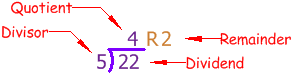 Quotient
Divisor
4 R2 Remainder
5)22 Dividend